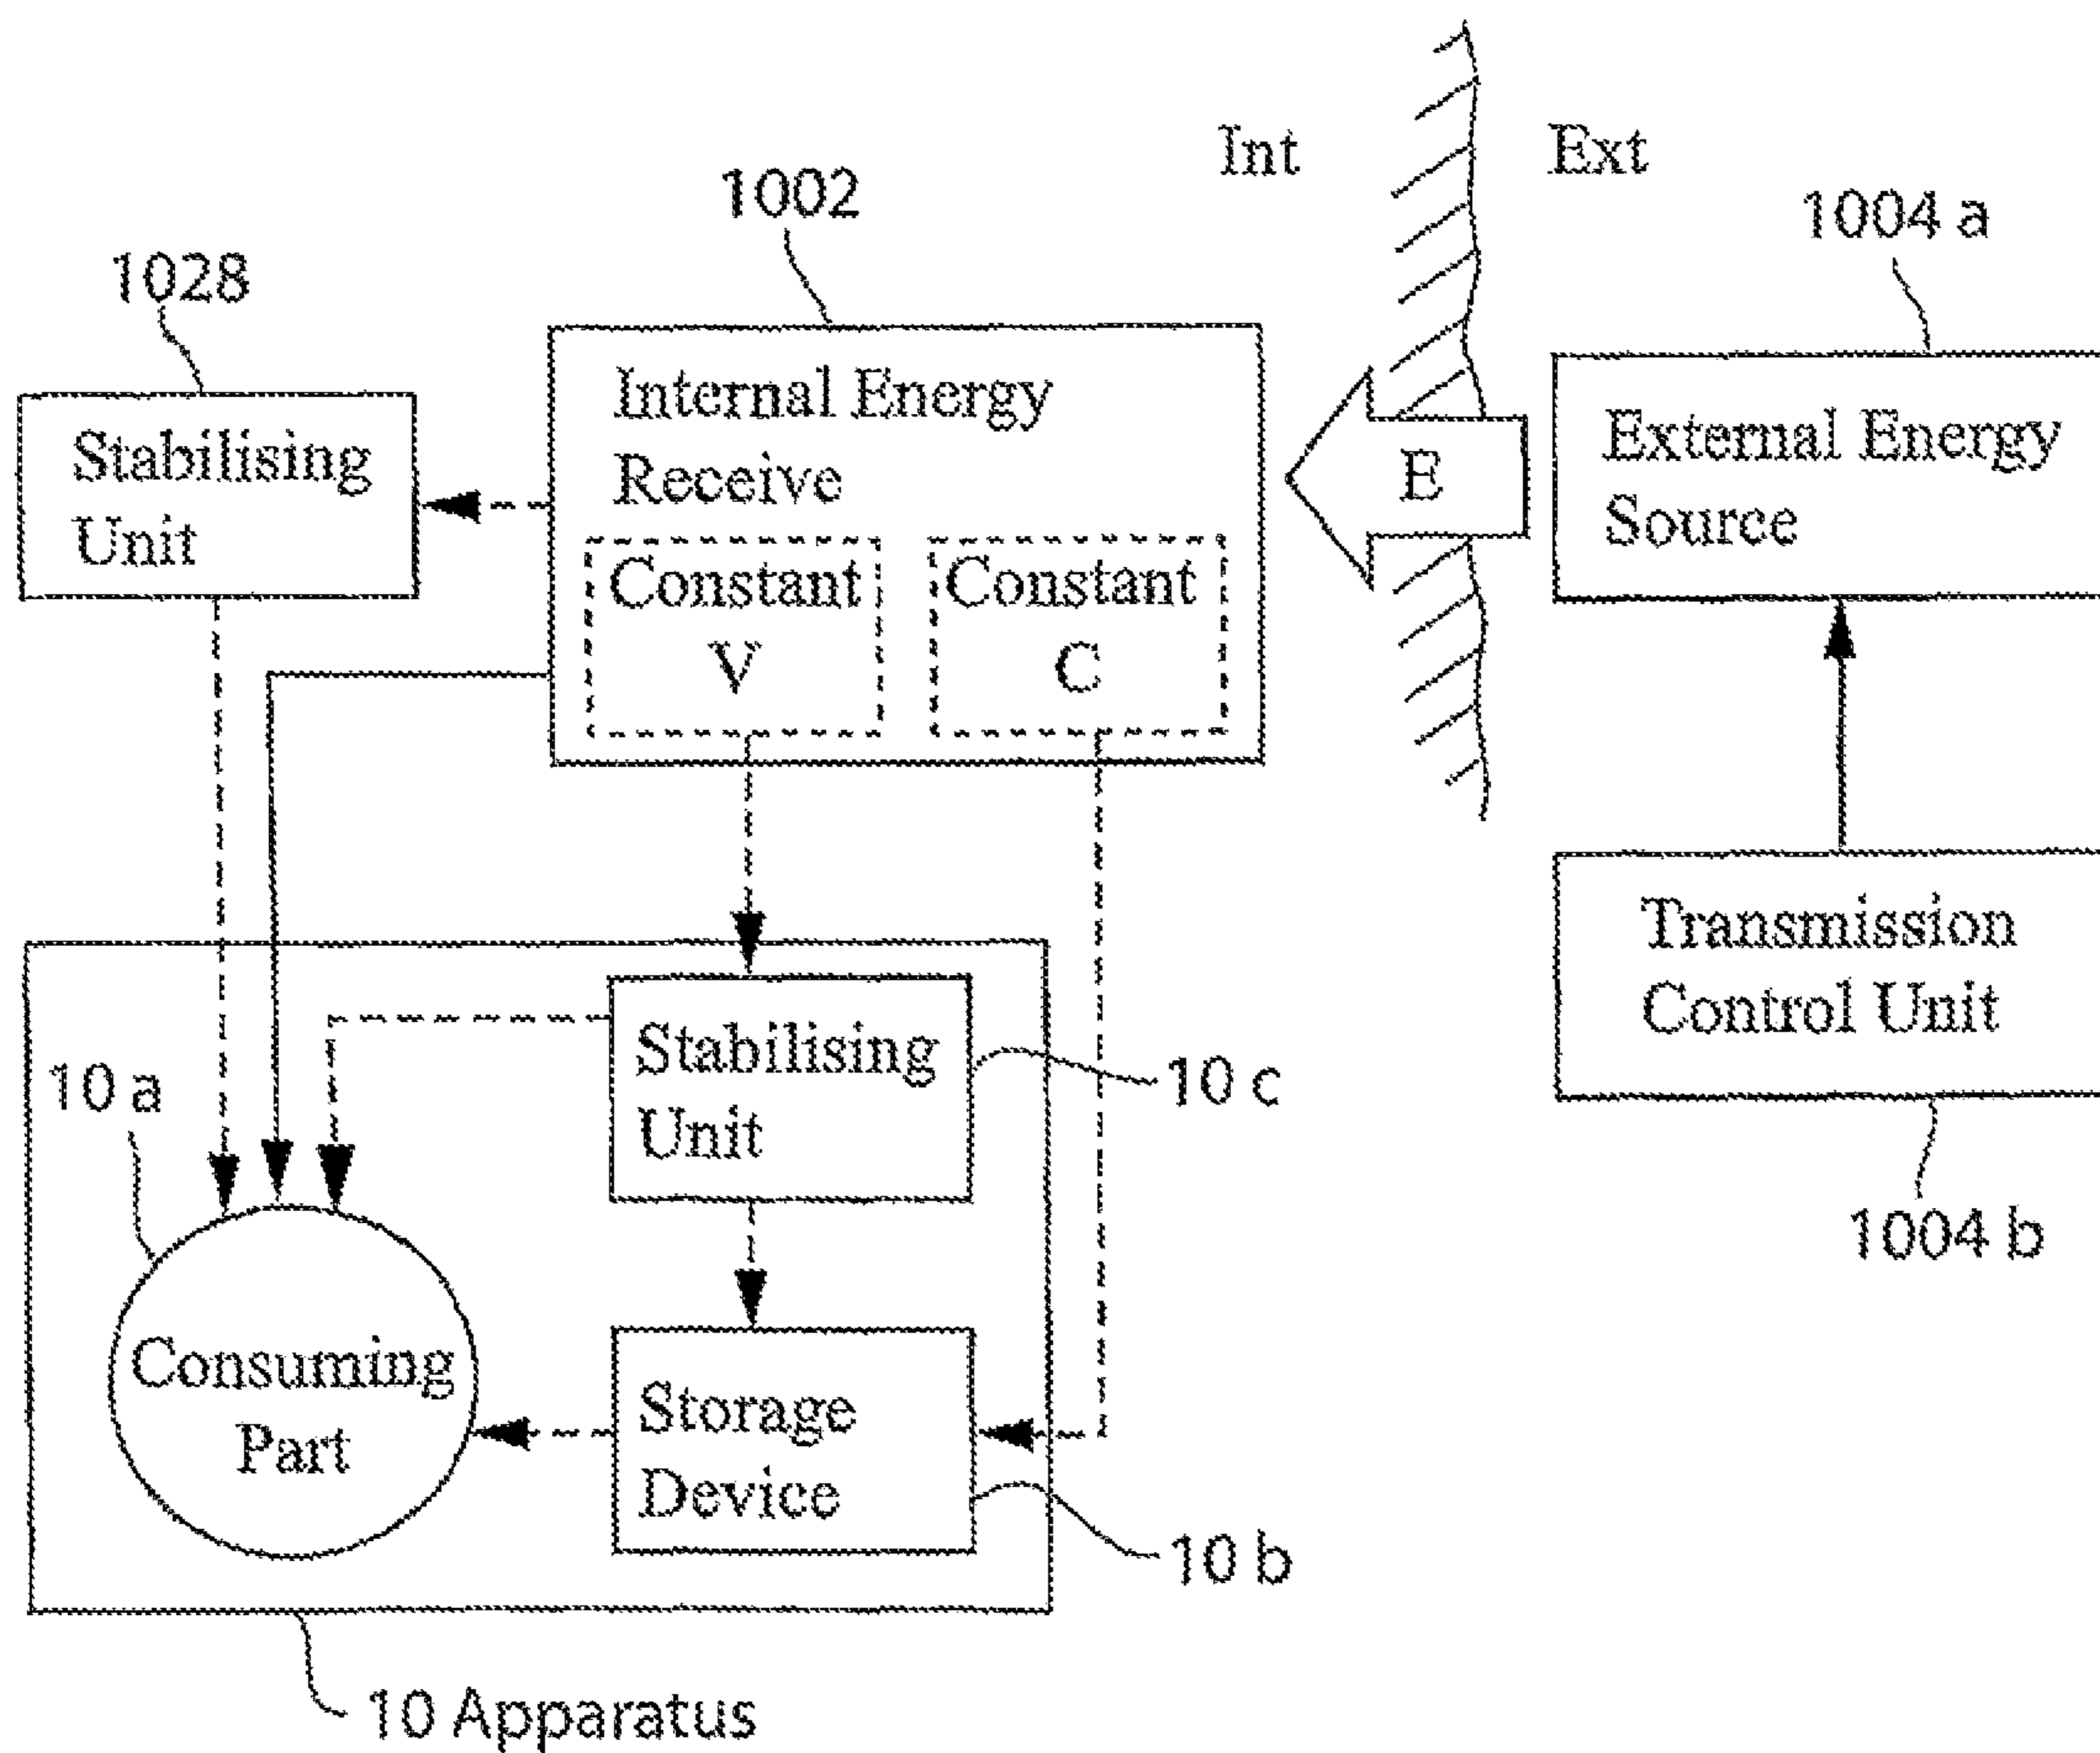 Int
Ext
1002
1004 a
1028
Internal Energy
Receive
Stabilising
Unit
E
External Energy
Source
Constant
V
Constant
C
Transmission
Control Unit
10 a
Stabilising
Unit
10 c
1004 b
Consuming
Part
Storage
Device
10 b
10 Apparatus